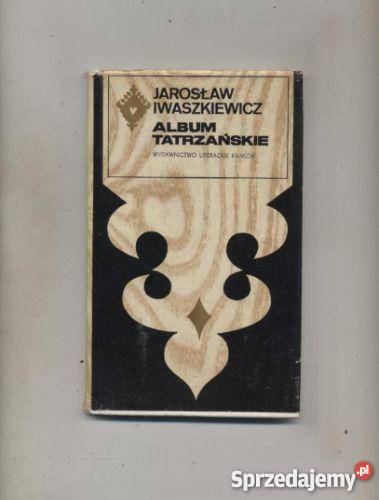 JAROSŁAW
IWASZKIEWICZ
ALBUM
TATRZAŃSKIE
WYDAWNICTWO LITERACKIE KRAKÓW
Sprzedajemy.pl